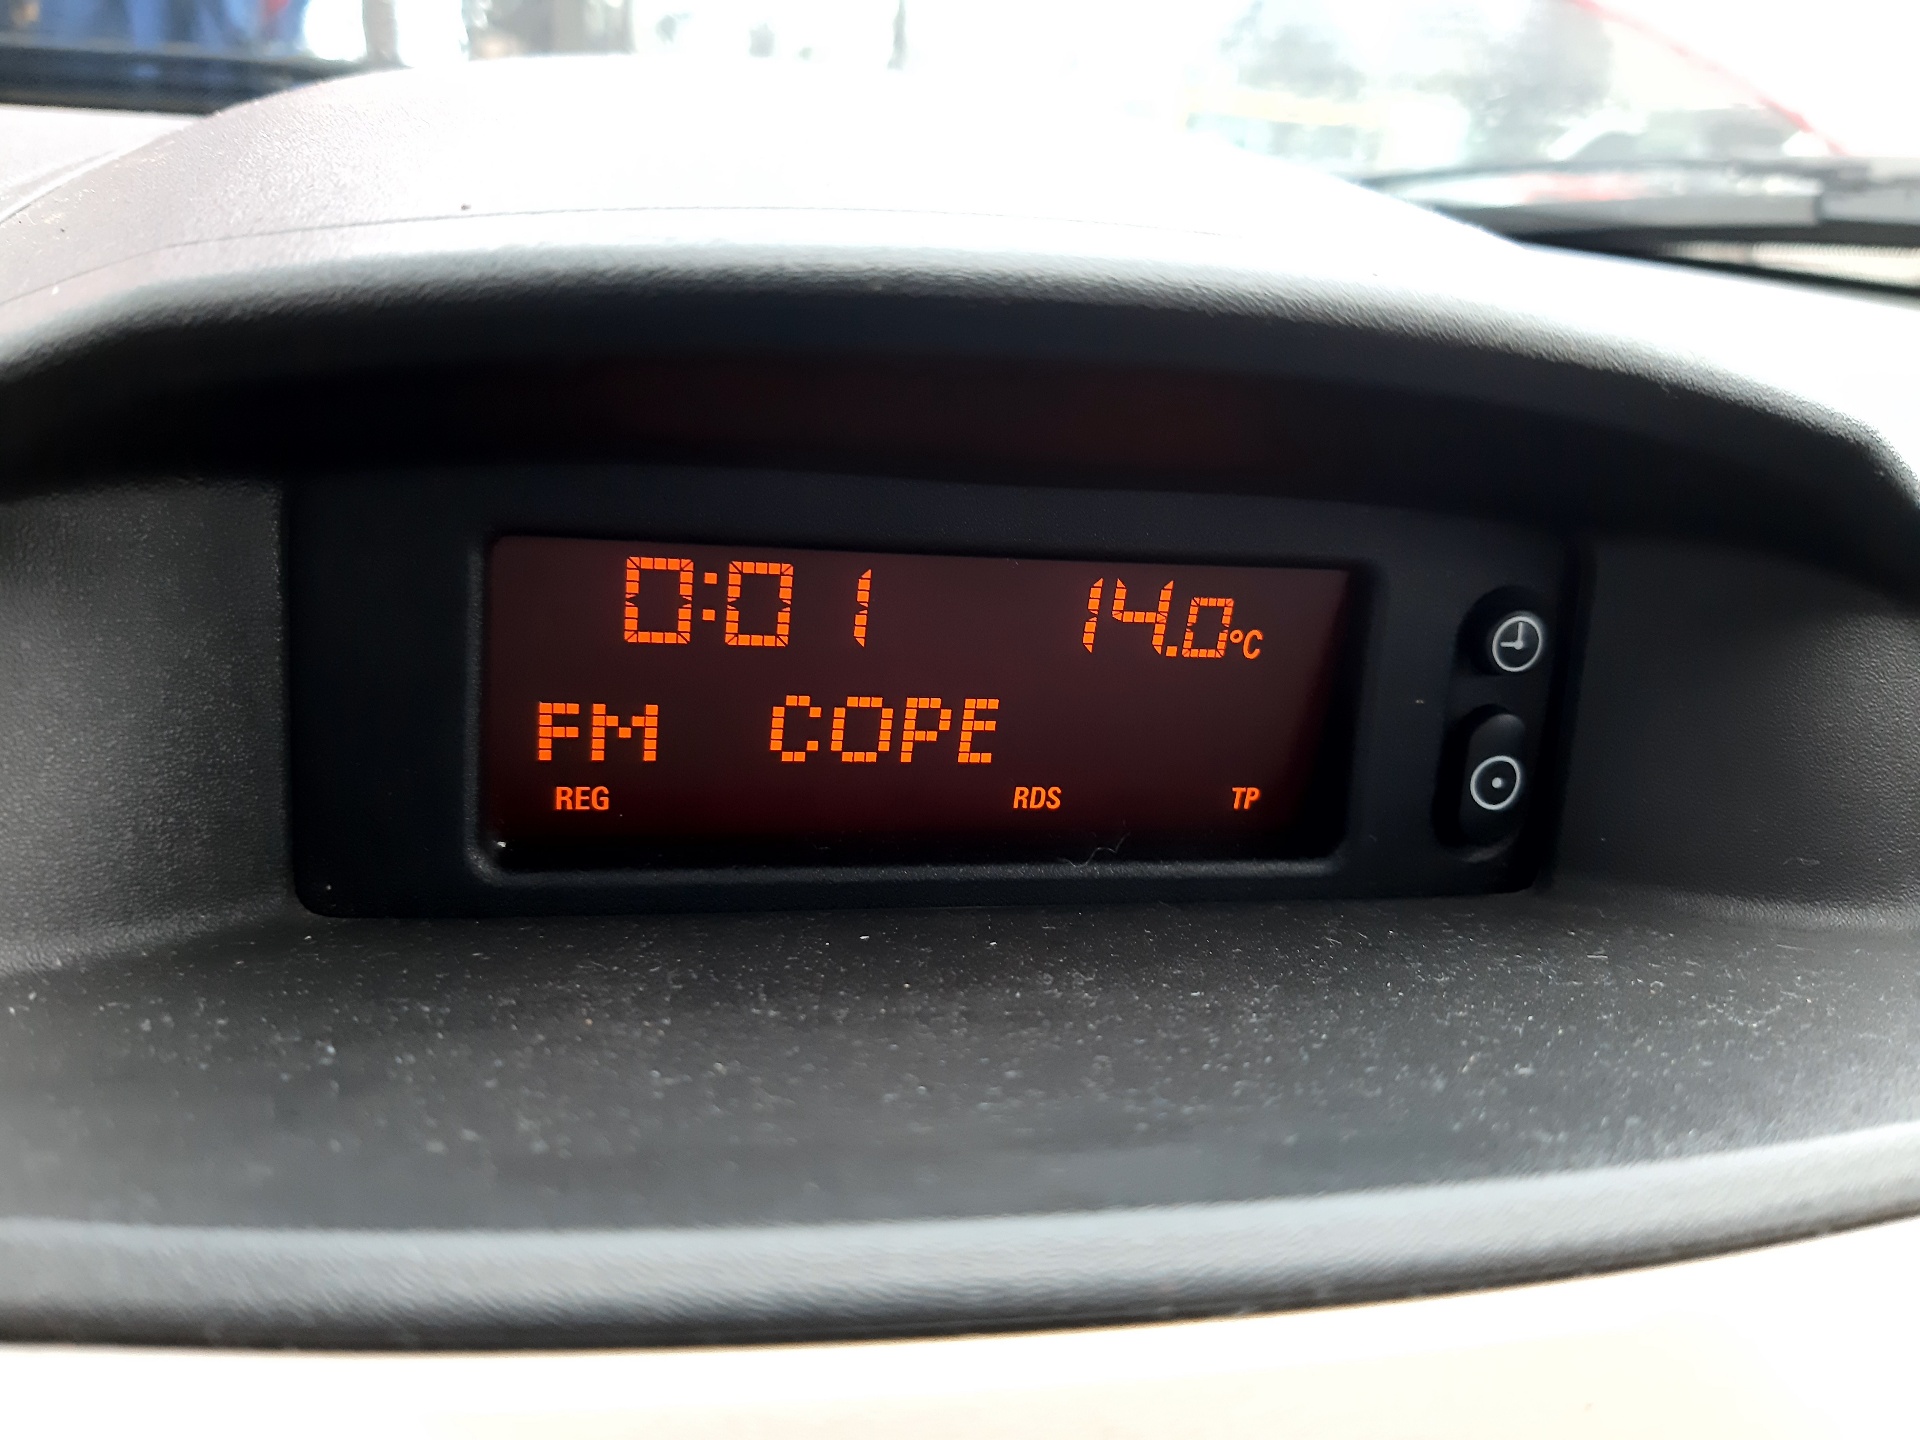 0:01 14.0°C
FM COPE
REG RDS TP